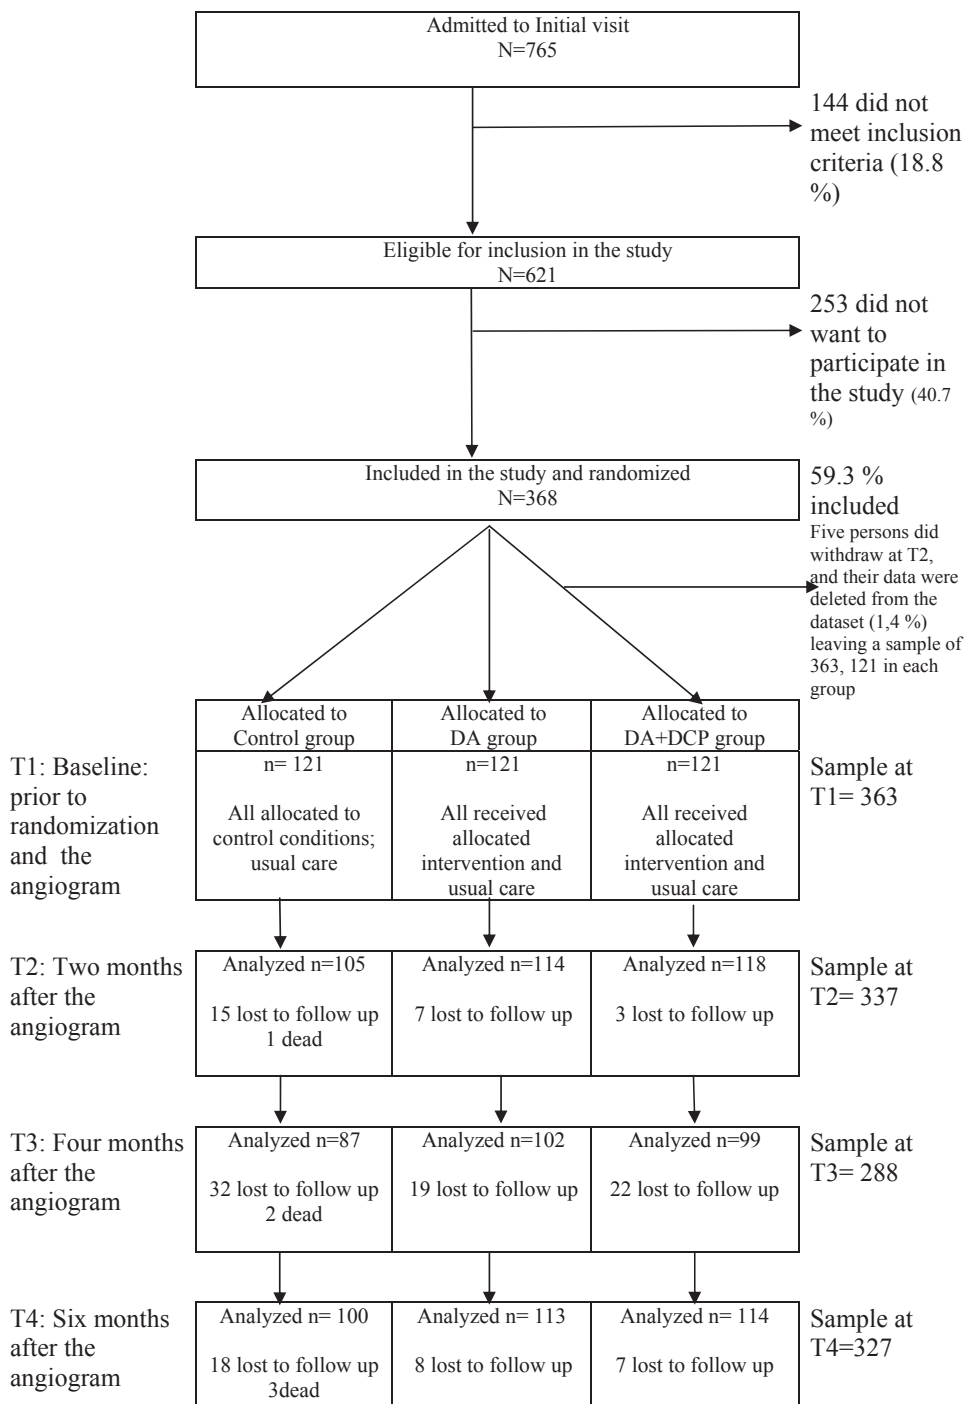 Admitted to Initial visit
N=765
144 did not
meet inclusion
criteria (18.8
%)
Eligible for inclusion in the study
N=621
253 did not
want to
participate in
the study (40.7
%)
Included in the study and randomized
N=368
59.3 %
included
Five persons did
withdraw at T2,
and their data were
deleted from the
dataset (1,4 %)
leaving a sample of
363, 121 in each
group
Allocated to
Control group
Allocated to
DA group
Allocated to
DA+DCP group
T1: Baseline:
prior to
randomization
and the
angiogram
n= 121
All allocated to
control conditions;
usual care
n=121
All received
allocated
intervention and
usual care
n=121
All received
allocated
intervention and
usual care
Sample at
T1= 363
T2: Two months
after the
angiogram
Analyzed n=105
15 lost to follow up
1 dead
Analyzed n=114
7 lost to follow up
Analyzed n=118
3 lost to follow up
Sample at
T2= 337
T3: Four months
after the
angiogram
Analyzed n=87
32 lost to follow up
2 dead
Analyzed n=102
19 lost to follow up
Analyzed n=99
22 lost to follow up
Sample at
T3= 288
T4: Six months
after the
angiogram
Analyzed n= 100
18 lost to follow up
3dead
Analyzed n= 113
8 lost to follow up
Analyzed n= 114
7 lost to follow up
Sample at
T4=327